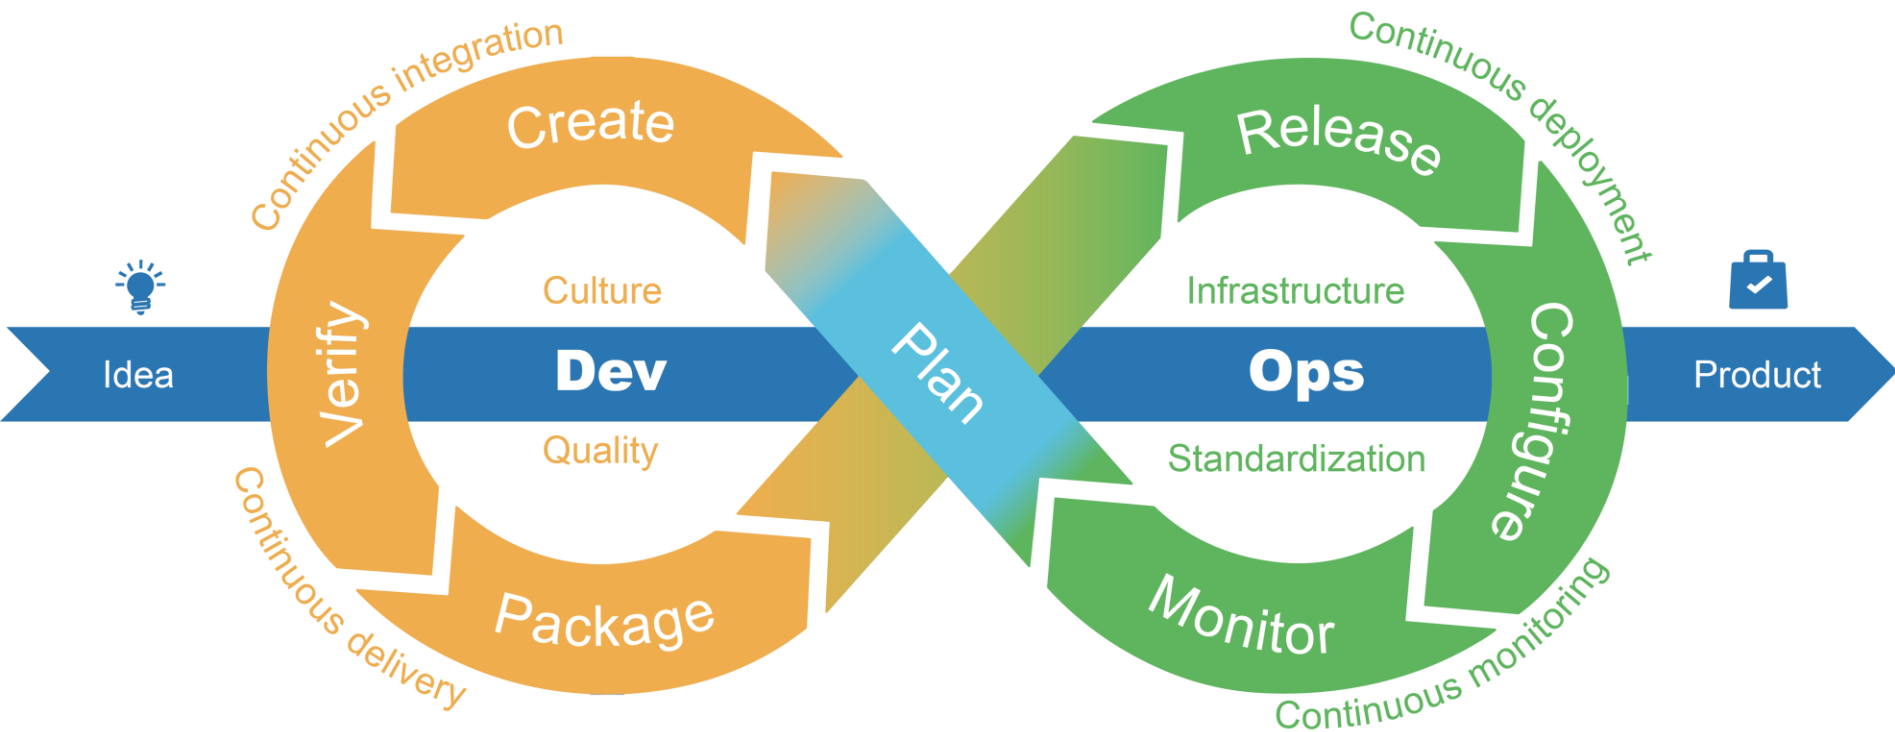 Continuous integration
Continuous deployment
Create
Release
Culture
Infrastructure
Idea
Verify
Dev
Plan
Ops
Configure
Product
Quality
Standardization
Package
Monitor
Continuous delivery
Continuous monitoring